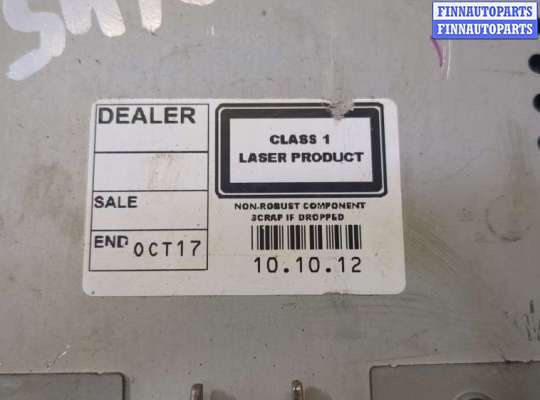 FINNAUTOPARTS
FINNAUTOPARTS
FINNAUTOPARTS
DEALER
SALE
END OCT17
CLASS 1
LASER PRODUCT
NON-ROBUST COMPONENT
SCRAP IF DROPPED
10.10.12